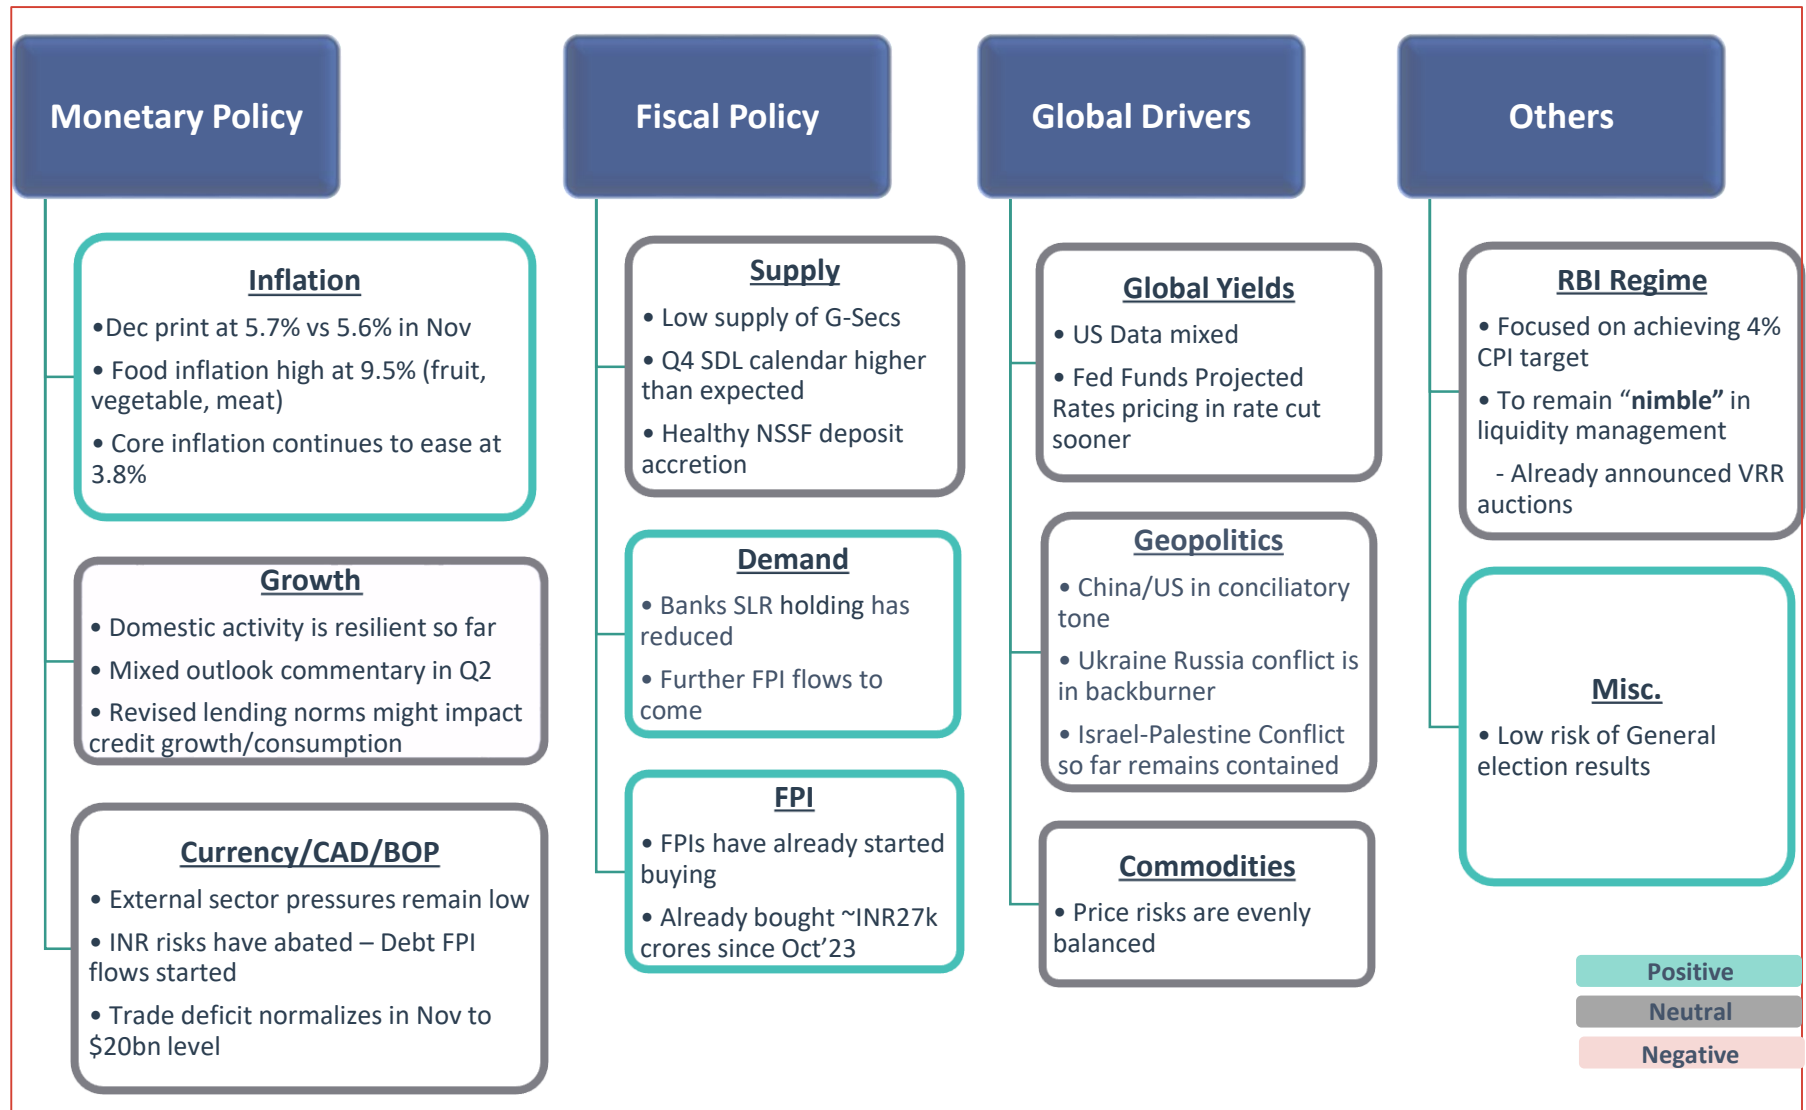 Monetary Policy
Inflation
•Dec print at 5.7% vs 5.6% in Nov
• Food inflation high at 9.5% (fruit,
vegetable, meat)
• Core inflation continues to ease at
3.8%
Growth
• Domestic activity is resilient so far
• Mixed outlook commentary in Q2
• Revised lending norms might impact
credit growth/consumption
Currency/CAD/BOP
• External sector pressures remain low
• INR risks have abated – Debt FPI
flows started
• Trade deficit normalizes in Nov to
$20bn level
Fiscal Policy
Supply
• Low supply of G-Secs
• Q4 SDL calendar higher
than expected
• Healthy NSSF deposit
accretion
Demand
• Banks SLR holding has
reduced
• Further FPI flows to
come
FPI
• FPIs have already started
buying
• Already bought ~INR27k
crores since Oct’23
Global Drivers
Global Yields
• US Data mixed
• Fed Funds Projected
Rates pricing in rate cut
sooner
Geopolitics
• China/US in conciliatory
tone
• Ukraine Russia conflict is
in backburner
• Israel-Palestine Conflict
so far remains contained
Commodities
• Price risks are evenly
balanced
Others
RBI Regime
• Focused on achieving 4%
CPI target
• To remain “nimble” in
liquidity management
- Already announced VRR
auctions
Misc.
• Low risk of General
election results
Positive
Neutral
Negative